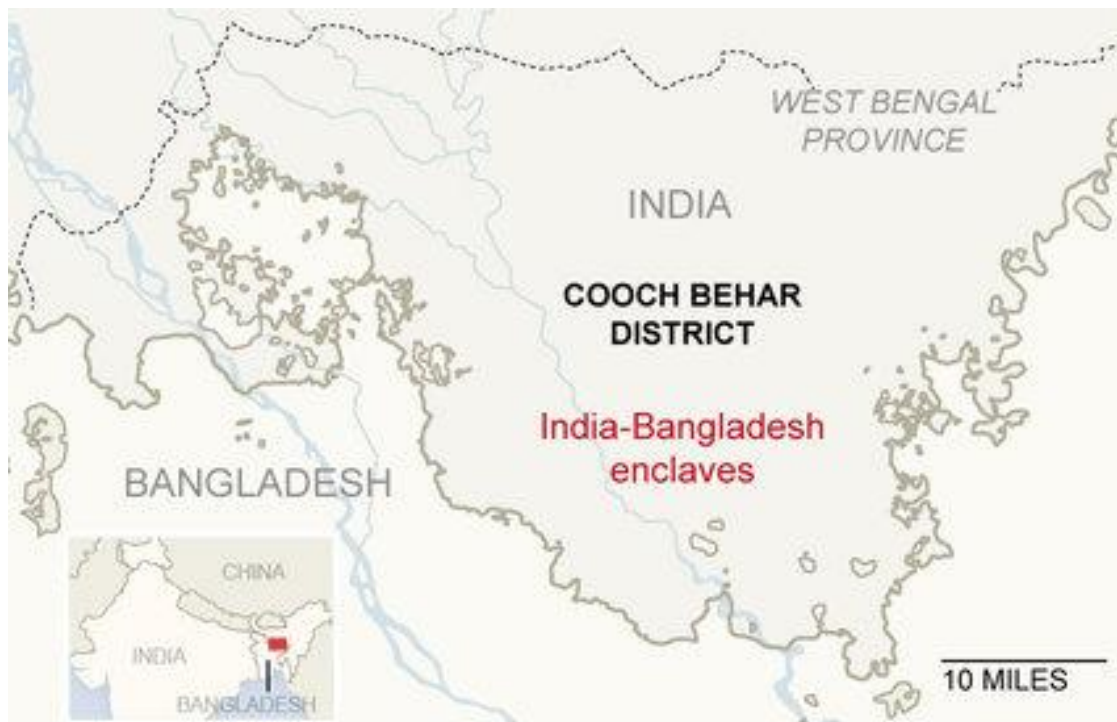 WEST BENGAL
PROVINCE
INDIA
COOCH BEHAR
DISTRICT
India-Bangladesh
enclaves
BANGLADESH
CHINA
INDIA
BANGLADESH
10 MILES